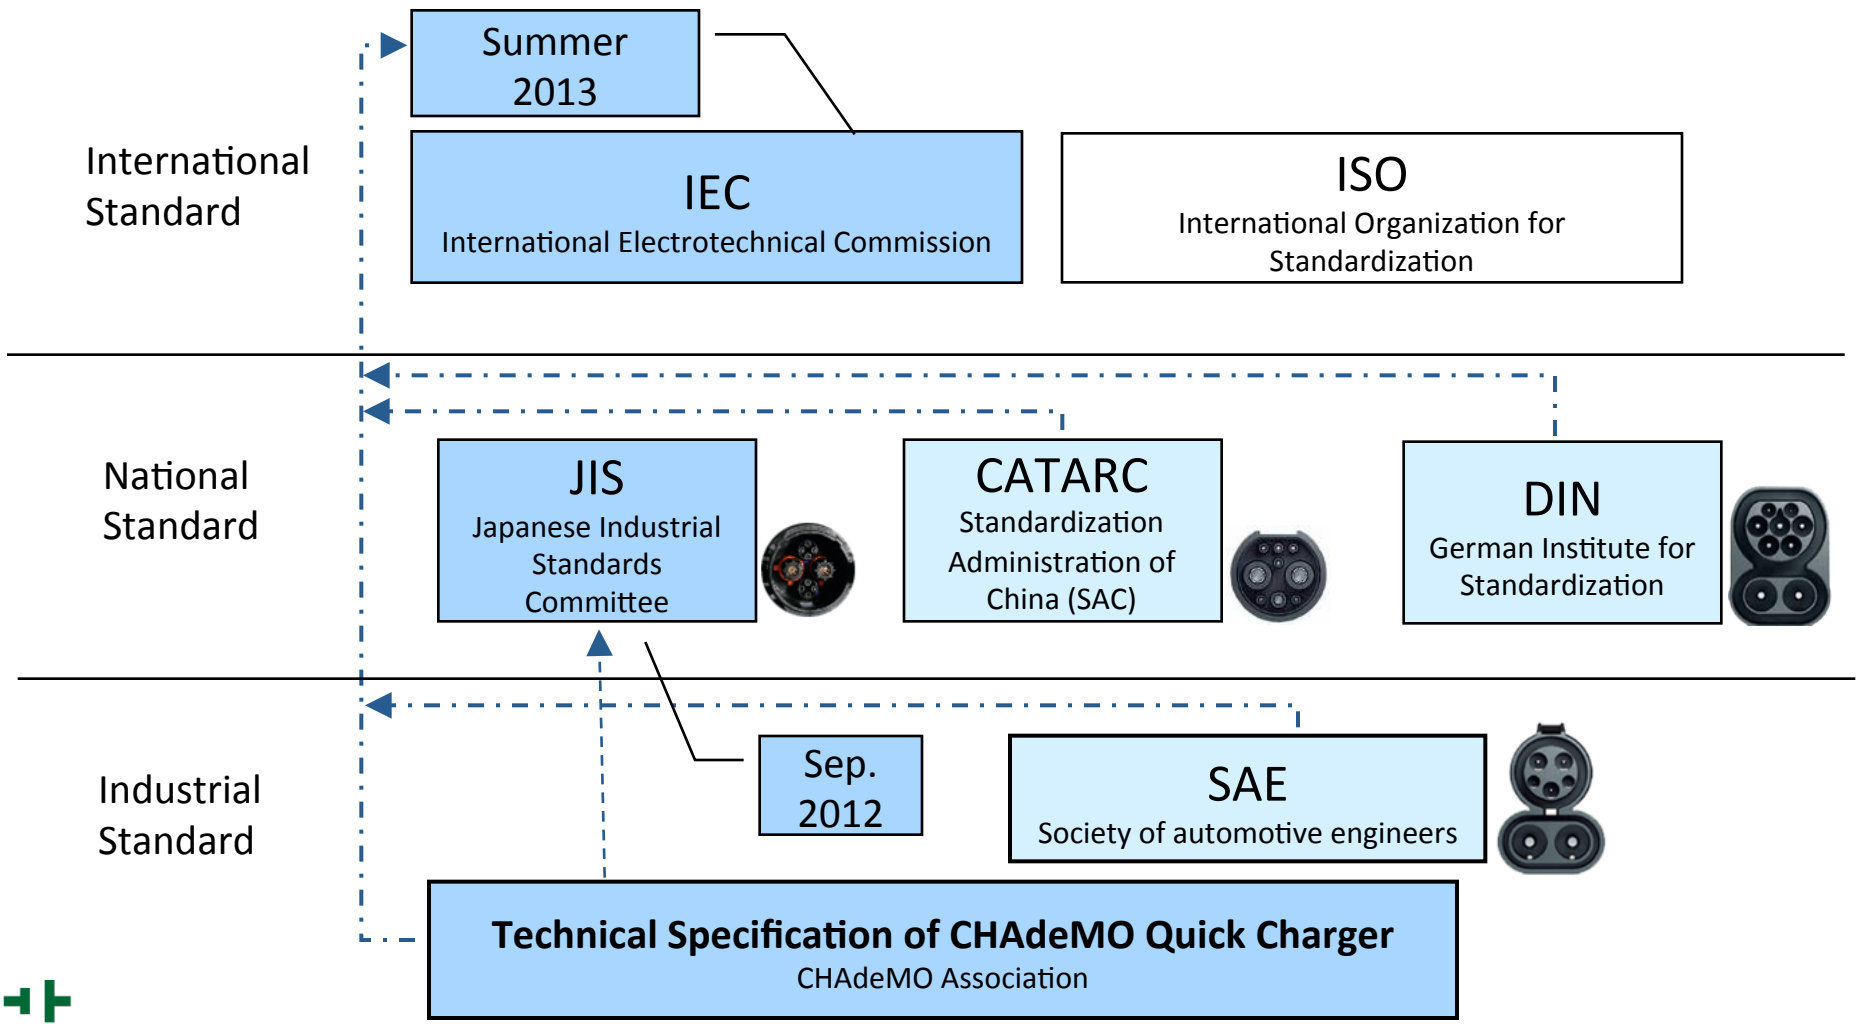 Summer
2013
International
Standard
IEC
International Electrotechnical Commission
ISO
International Organization for
Standardization
National
Standard
JIS
Japanese Industrial
Standards
Committee
CATARC
Standardization
Administration of
China (SAC)
DIN
German Institute for
Standardization
Industrial
Standard
Sep.
2012
SAE
Society of automotive engineers
Technical Specification of CHAdeMO Quick Charger
CHAdeMO Association